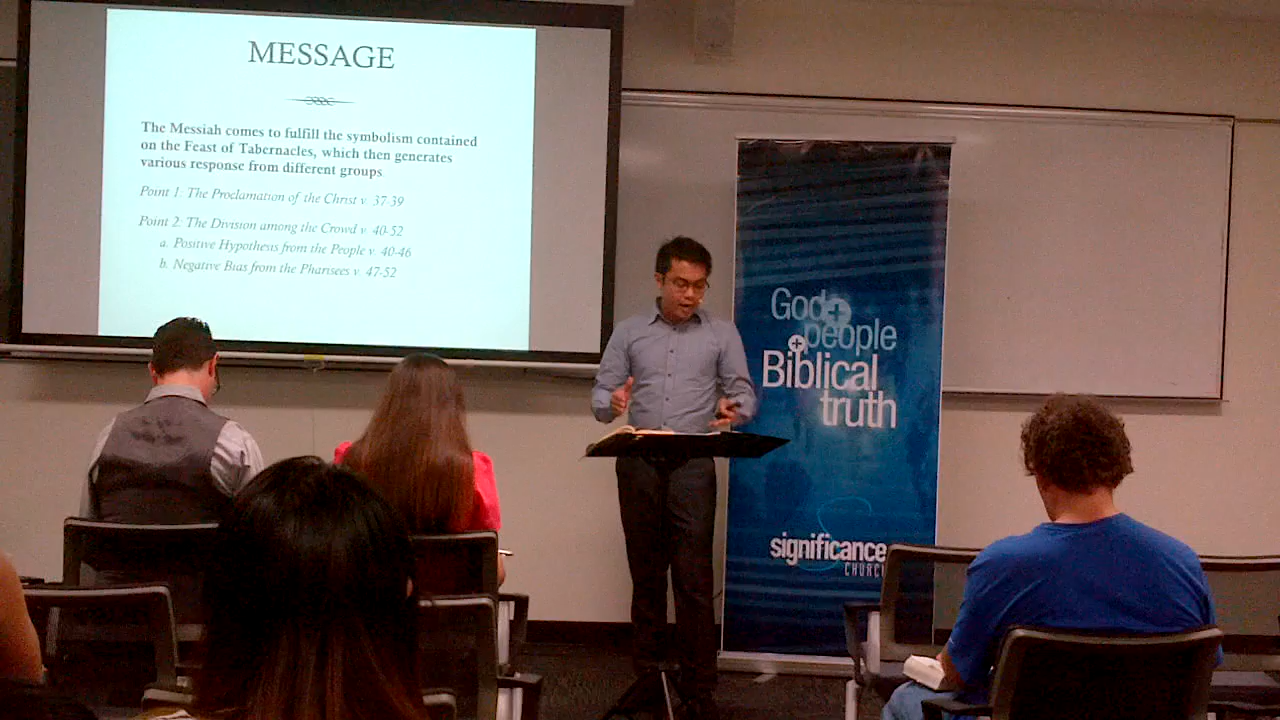 MESSAGE
The Messiah comes to fulfill the symbolism contained
on the Feast of Tabernacles, which then generates
various response from different groups
Point 1. The Proclamation of the Christ v. 37-39
Point 2. The Division among the Crowd v. 40-52
a. Positive Hypothesis from the People v. 40-46
b. Negative Bias from the Pharisees v. 47-52
God+
+people
Biblical
truth
significance
CHURCH